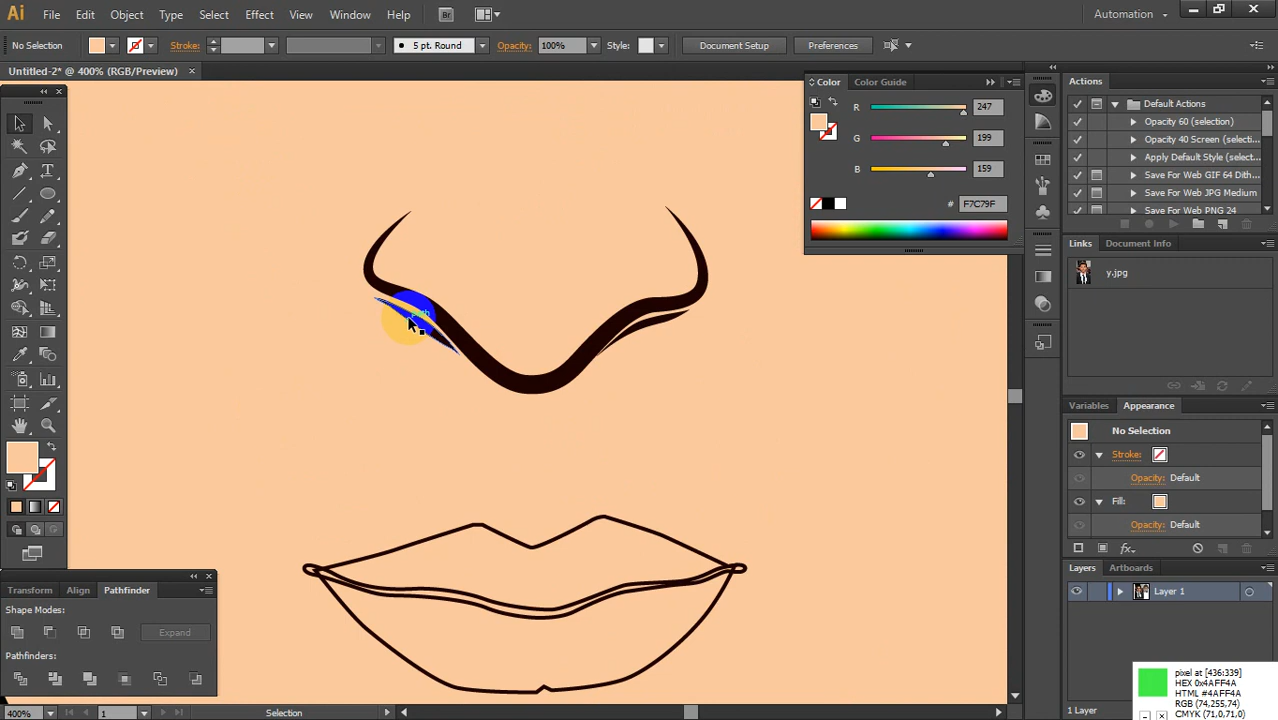 Ai File Edit Object Type Select Effect View Window Help Br Automation
No Selection Stroke: 5 pt. Round Opacity: 100% Style: Document Setup Preferences
Untitled-2* @ 400% (RGB/Preview)
Color Color Guide
R 247
G 199
B 159
# F7C79F
Actions
Default Actions
Opacity 60 (selection)
Opacity 40 Screen (selecti...
Apply Default Style (select...
Save For Web GIF 64 Dith...
Save For Web JPG Medium
Save For Web PNG 24
Links Document Info
y.jpg
path
Variables Appearance
No Selection
Stroke:
Opacity: Default
Fill:
Opacity: Default
fx
Layers Artboards
Layer 1
1 Layer
Transform Align Pathfinder
Shape Modes:
Expand
Pathfinders:
400% 1 Selection
pixel at [436:339]
HEX 0x4AFF4A
HTML #4AFF4A
RGB (74,255,74)
CMYK (71,0,71,0)